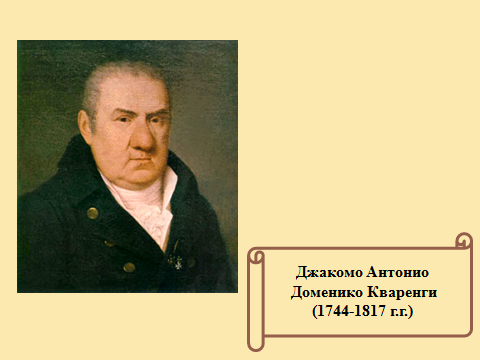 Джакомо Антонио
Доменико Кваренги
(1744-1817 г.г.)